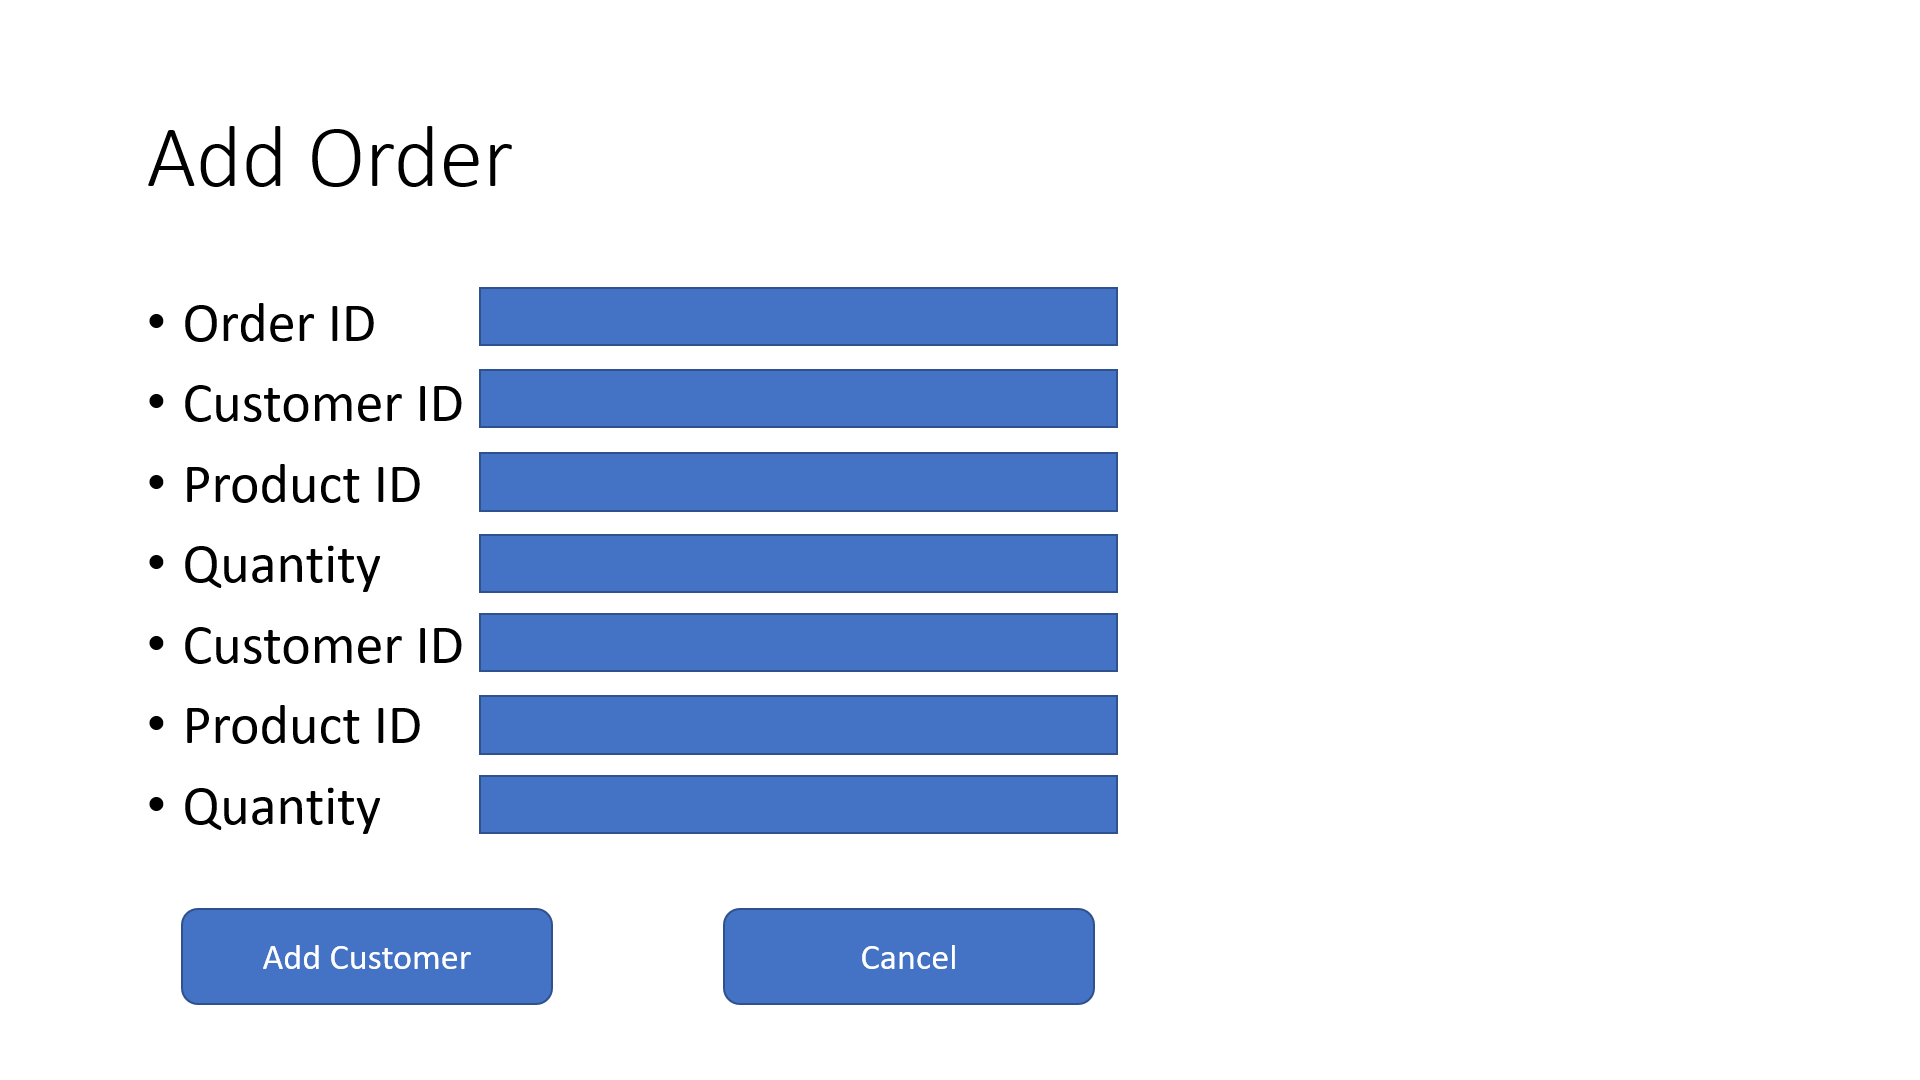 Add Order
• Order ID
• Customer ID
• Product ID
• Quantity
• Customer ID
• Product ID
• Quantity
Add Customer
Cancel